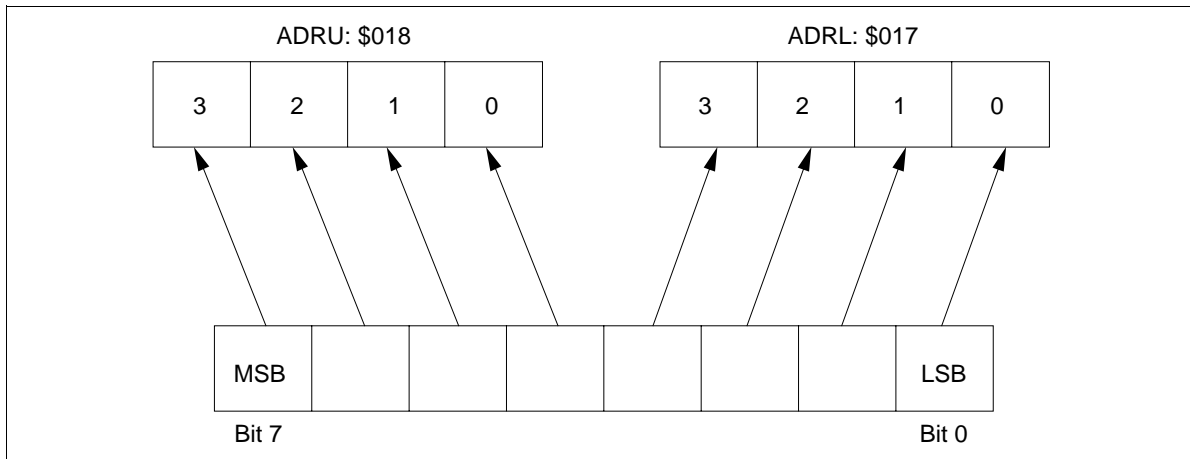 ADRU: $018 ADRL: $017
3 2 1 0 3 2 1 0
MSB LSB
Bit 7 Bit 0